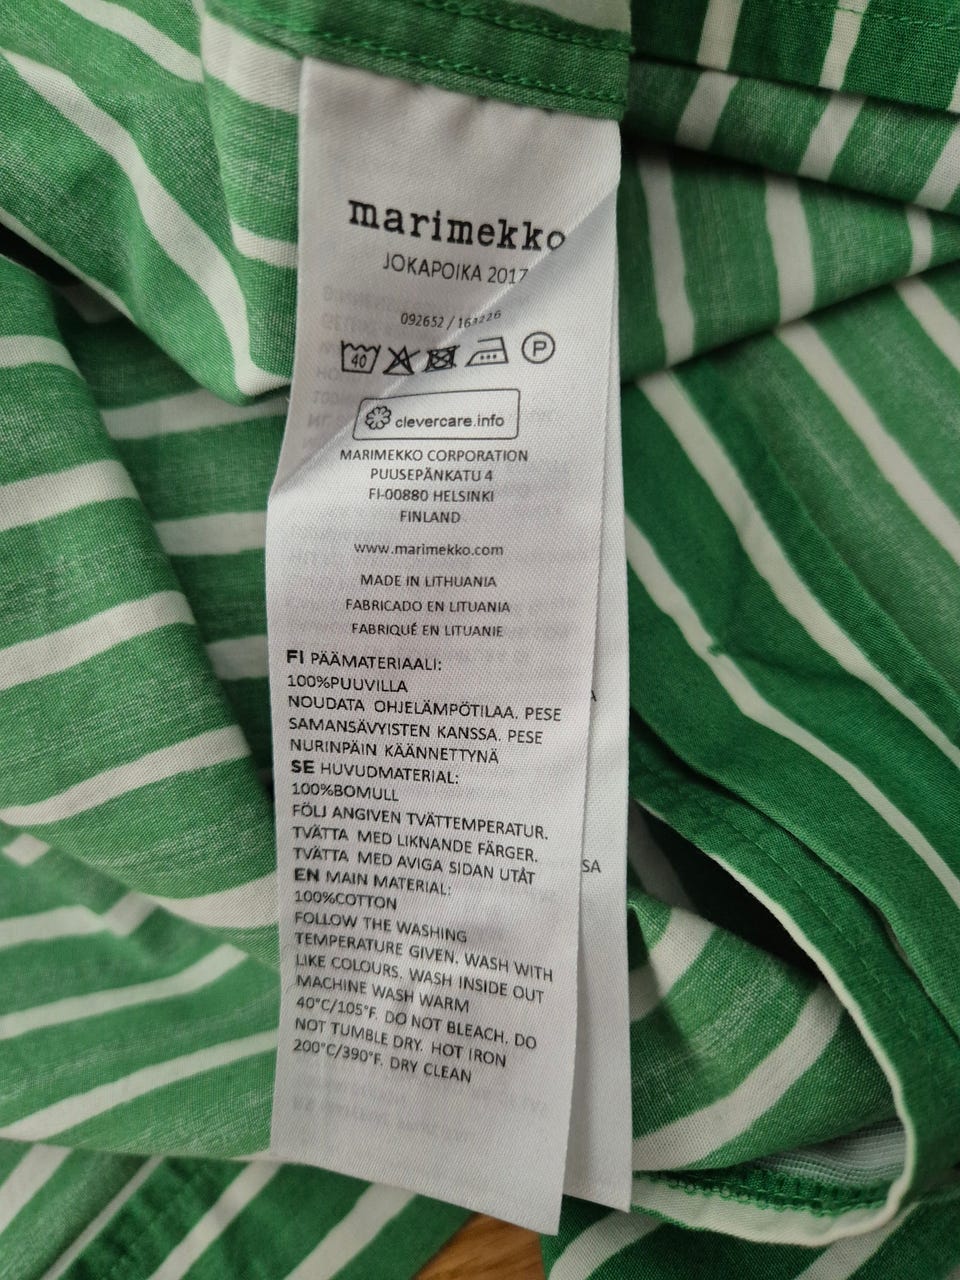 marimekko
JOKAPOIKA 2017
092652 / 163226
40
P
clevercare.info
MARIMEKKO CORPORATION
PUUSEPÄNKATU 4
FI-00880 HELSINKI
FINLAND
www.marimekko.com
MADE IN LITHUANIA
FABRICADO EN LITUANIA
FABRIQUÉ EN LITUANIE
FI PÄÄMATERIAALI:
100%PUUVILLA
NOUDATA OHJELÄMPÖTILAA. PESE
SAMANSÄVYISTEN KANSSA. PESE
NURINPÄIN KÄÄNNETTYNÄ
SE HUVUDMATERIAL:
100%BOMULL
FÖLJ ANGIVEN TVÄTTEMPERATUR.
TVÄTTA MED LIKNANDE FÄRGER.
TVÄTTA MED AVIGA SIDAN UTÅT
EN MAIN MATERIAL:
100%COTTON
FOLLOW THE WASHING
TEMPERATURE GIVEN. WASH WITH
LIKE COLOURS. WASH INSIDE OUT
MACHINE WASH WARM
40°C/105°F. DO NOT BLEACH. DO
NOT TUMBLE DRY. HOT IRON
200°C/390°F. DRY CLEAN
A
SA